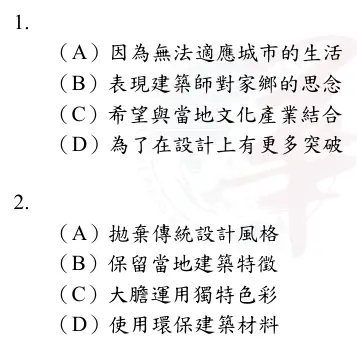 1.
（A）因為無法適應城市的生活
（B）表現建築師對家鄉的思念
（C）希望與當地文化產業結合
（D）為了在設計上有更多突破
2.
（A）拋棄傳統設計風格
（B）保留當地建築特徵
（C）大膽運用獨特色彩
（D）使用環保建築材料